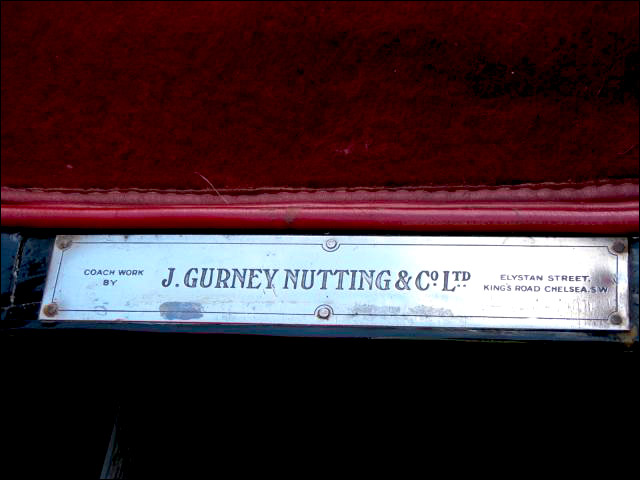 COACH WORK
BY
J. GURNEY NUTTING & Co LTD
ELYSTAN STREET,
KING'S ROAD CHELSEA, S.W.